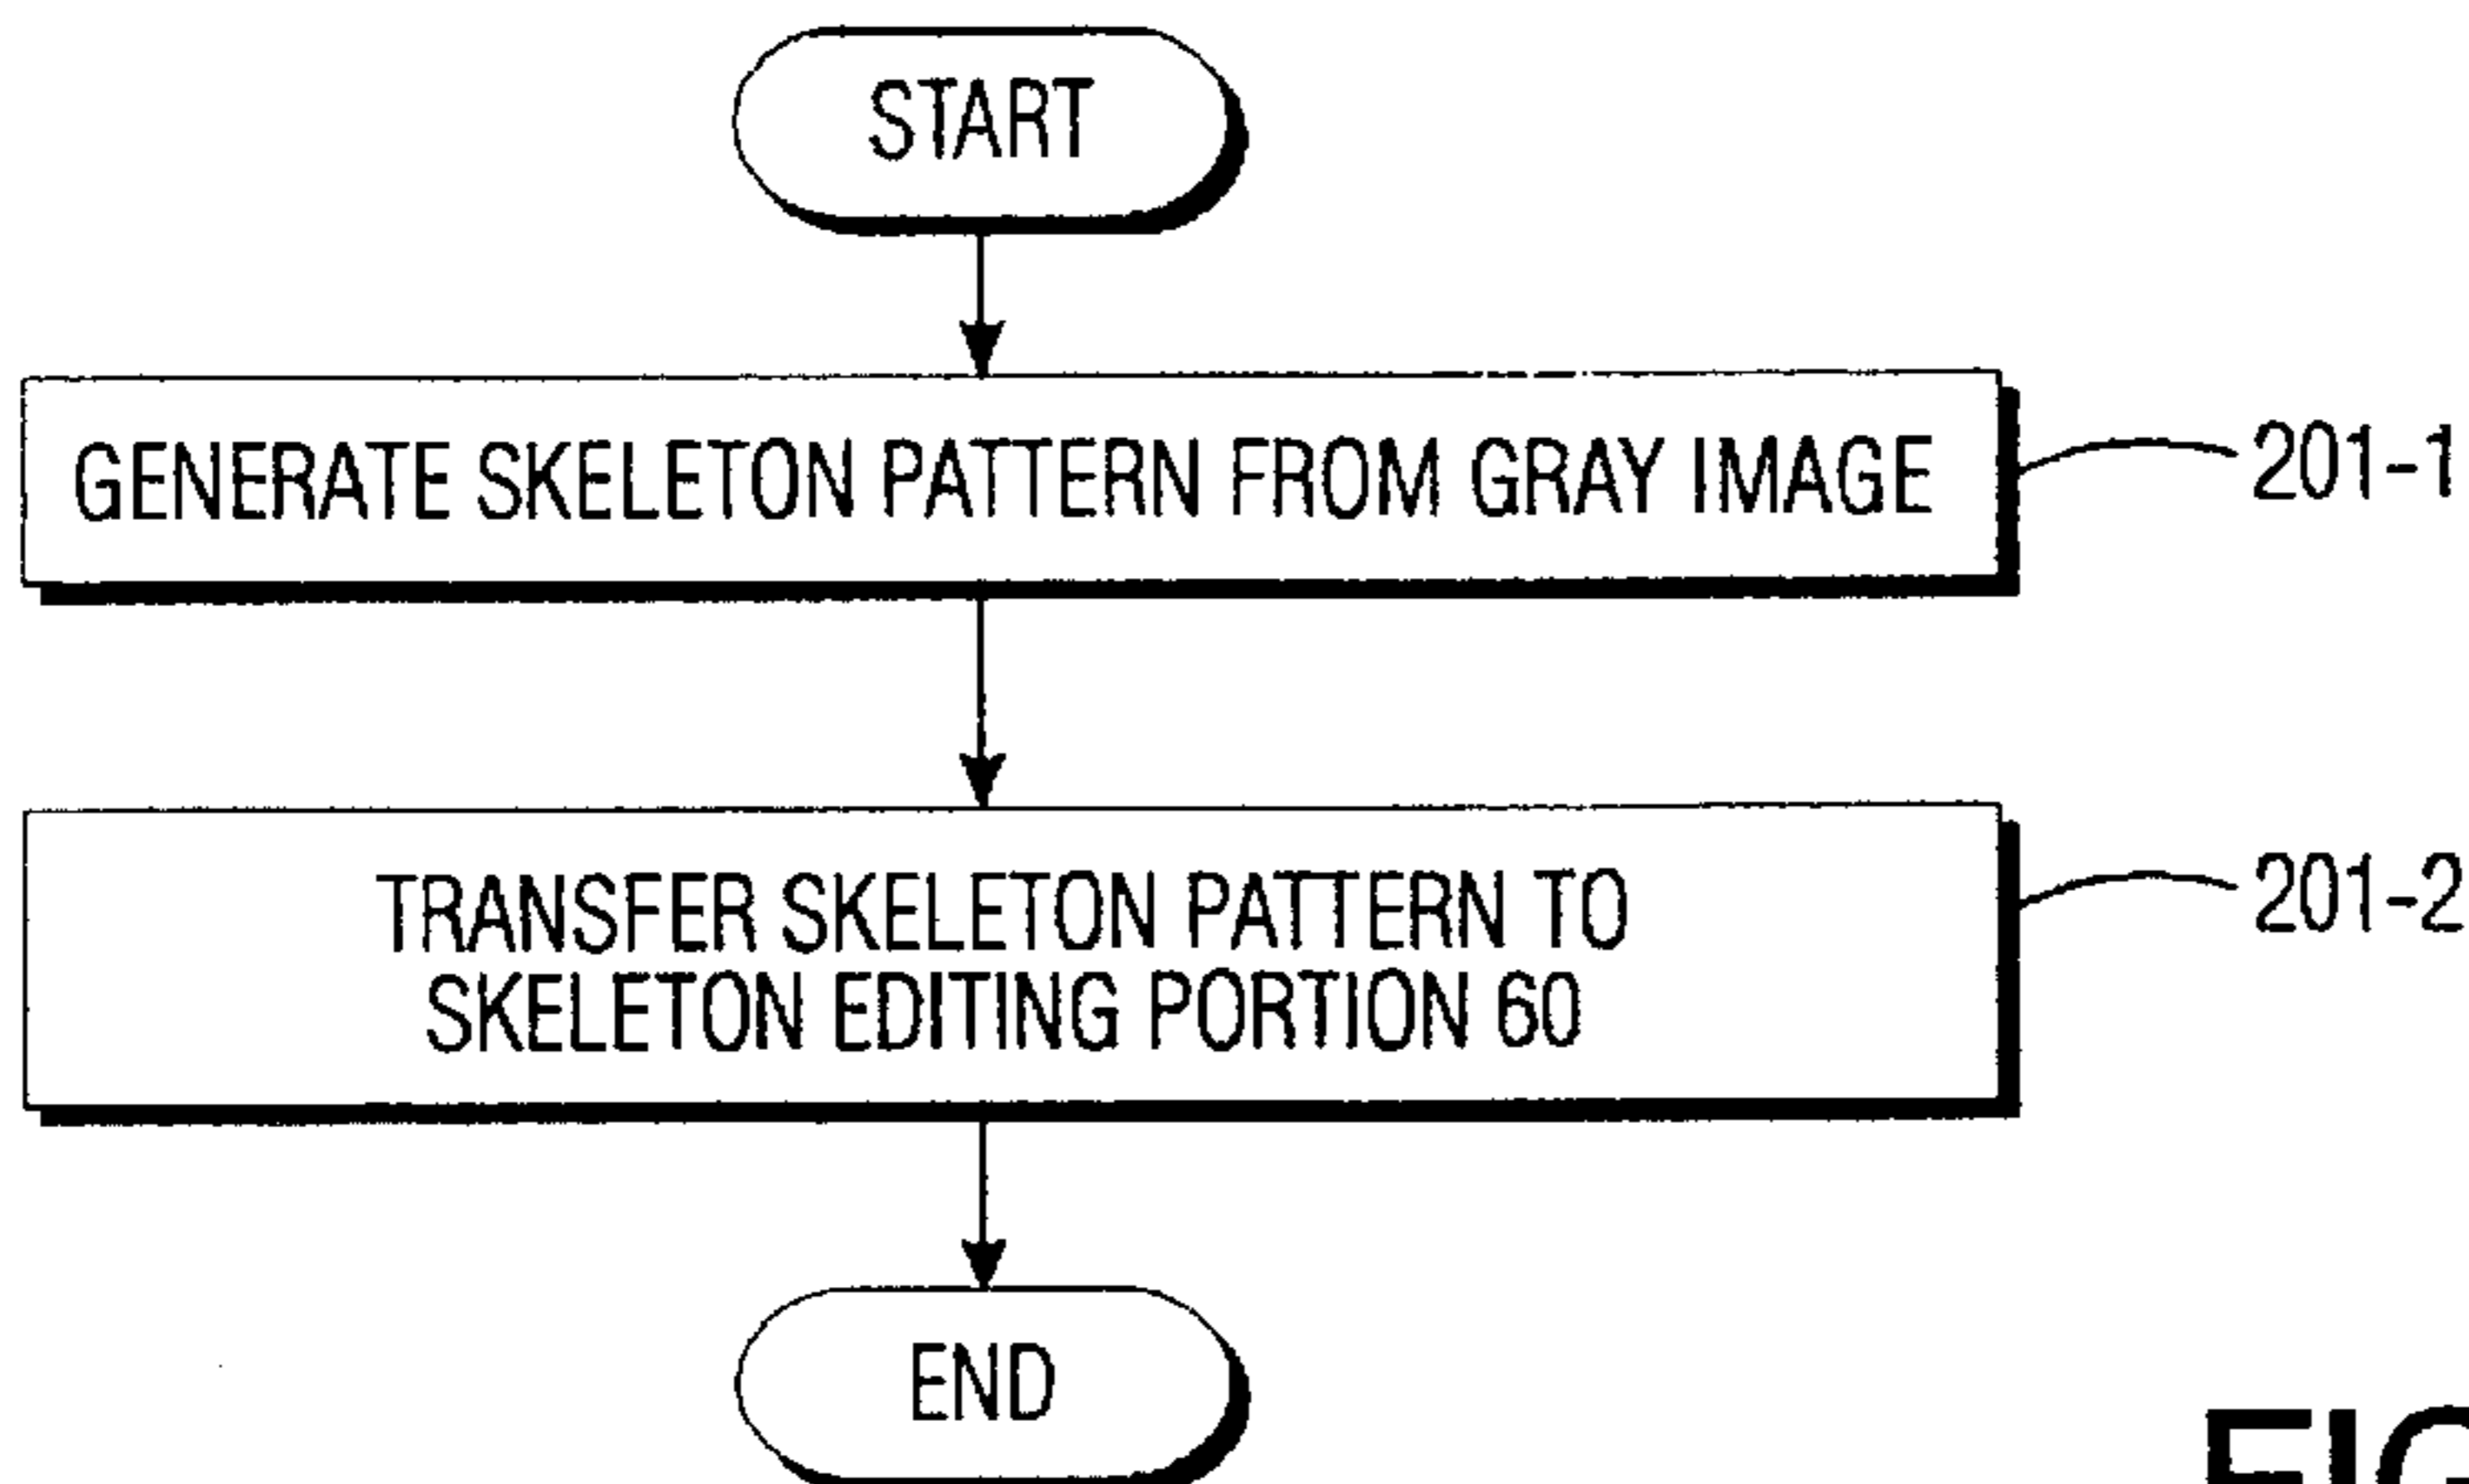 START
GENERATE SKELETON PATTERN FROM GRAY IMAGE
201-1
TRANSFER SKELETON PATTERN TO
SKELETON EDITING PORTION 60
201-2
END